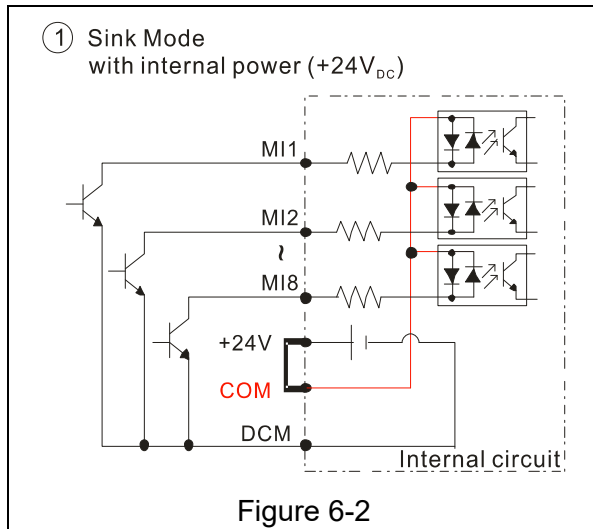 ① Sink Mode
with internal power (+24VDC)
MI1
MI2
~
MI8
+24V
COM
DCM
Internal circuit
Figure 6-2